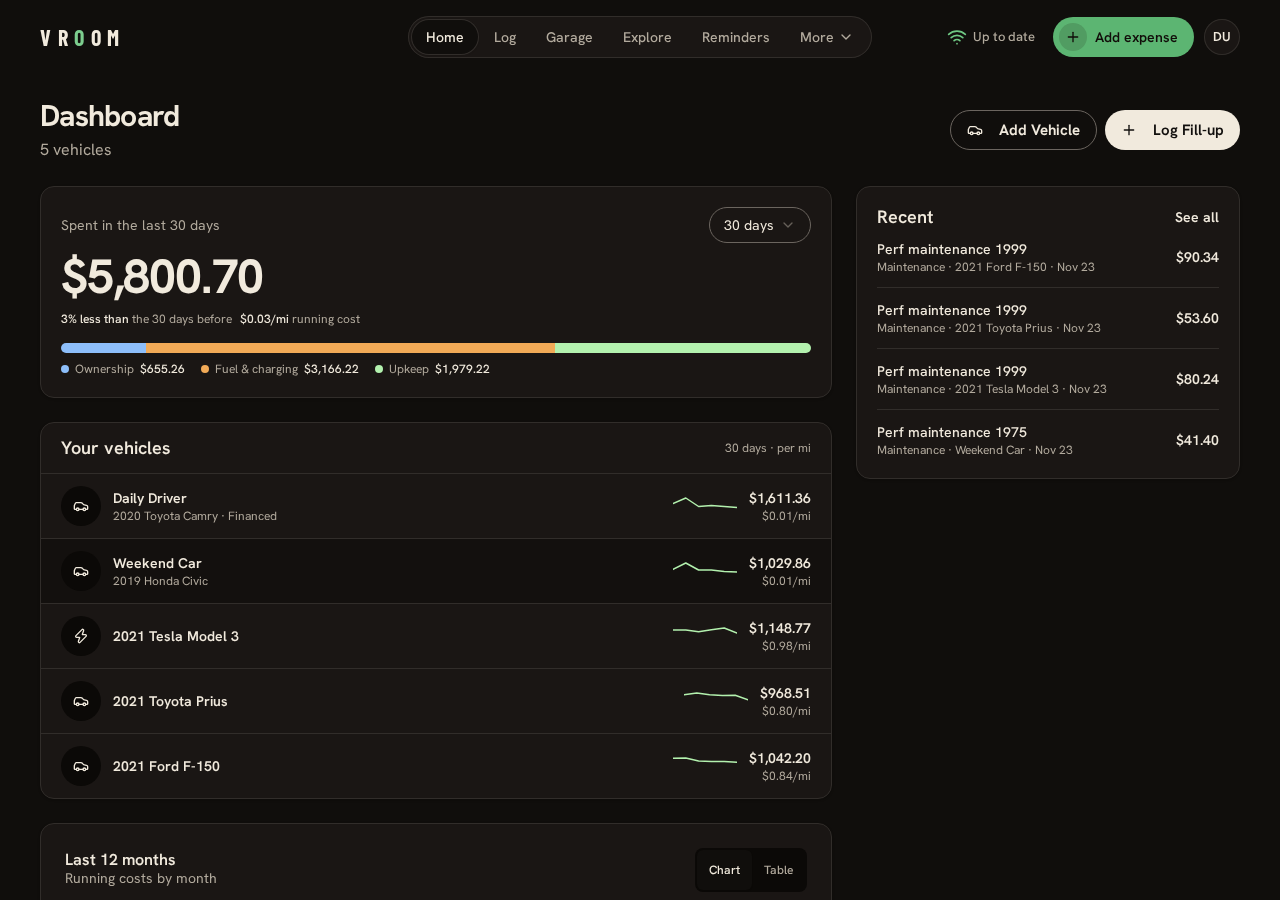 VROOM
Home Log Garage Explore Reminders More
Up to date
Add expense
DU
Dashboard
5 vehicles
Add Vehicle
Log Fill-up
Spent in the last 30 days
30 days
$5,800.70
3% less than the 30 days before $0.03/mi running cost
Ownership $655.26 Fuel & charging $3,166.22 Upkeep $1,979.22
Recent
See all
Perf maintenance 1999
Maintenance · 2021 Ford F-150 · Nov 23
$90.34
Perf maintenance 1999
Maintenance · 2021 Toyota Prius · Nov 23
$53.60
Perf maintenance 1999
Maintenance · 2021 Tesla Model 3 · Nov 23
$80.24
Perf maintenance 1975
Maintenance · Weekend Car · Nov 23
$41.40
Your vehicles
30 days · per mi
Daily Driver
2020 Toyota Camry · Financed
$1,611.36
$0.01/mi
Weekend Car
2019 Honda Civic
$1,029.86
$0.01/mi
2021 Tesla Model 3
$1,148.77
$0.98/mi
2021 Toyota Prius
$968.51
$0.80/mi
2021 Ford F-150
$1,042.20
$0.84/mi
Last 12 months
Running costs by month
Chart Table